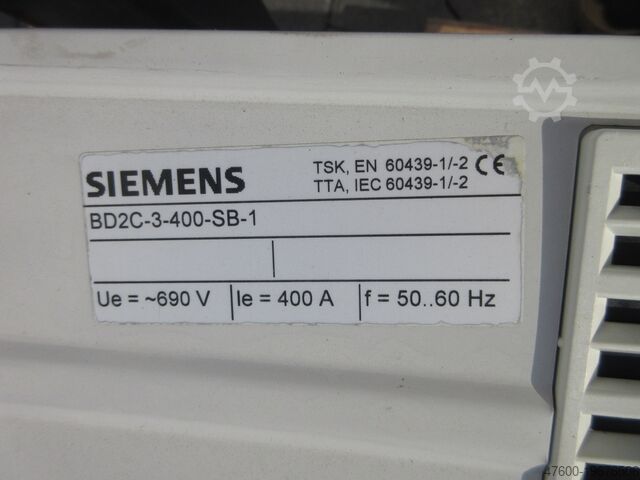 SIEMENS
TSK, EN 60439-1/-2 CE
TTA, IEC 60439-1/-2
BD2C-3-400-SB-1
Ue = ~690 V
Ie = 400 A
f = 50..60 Hz